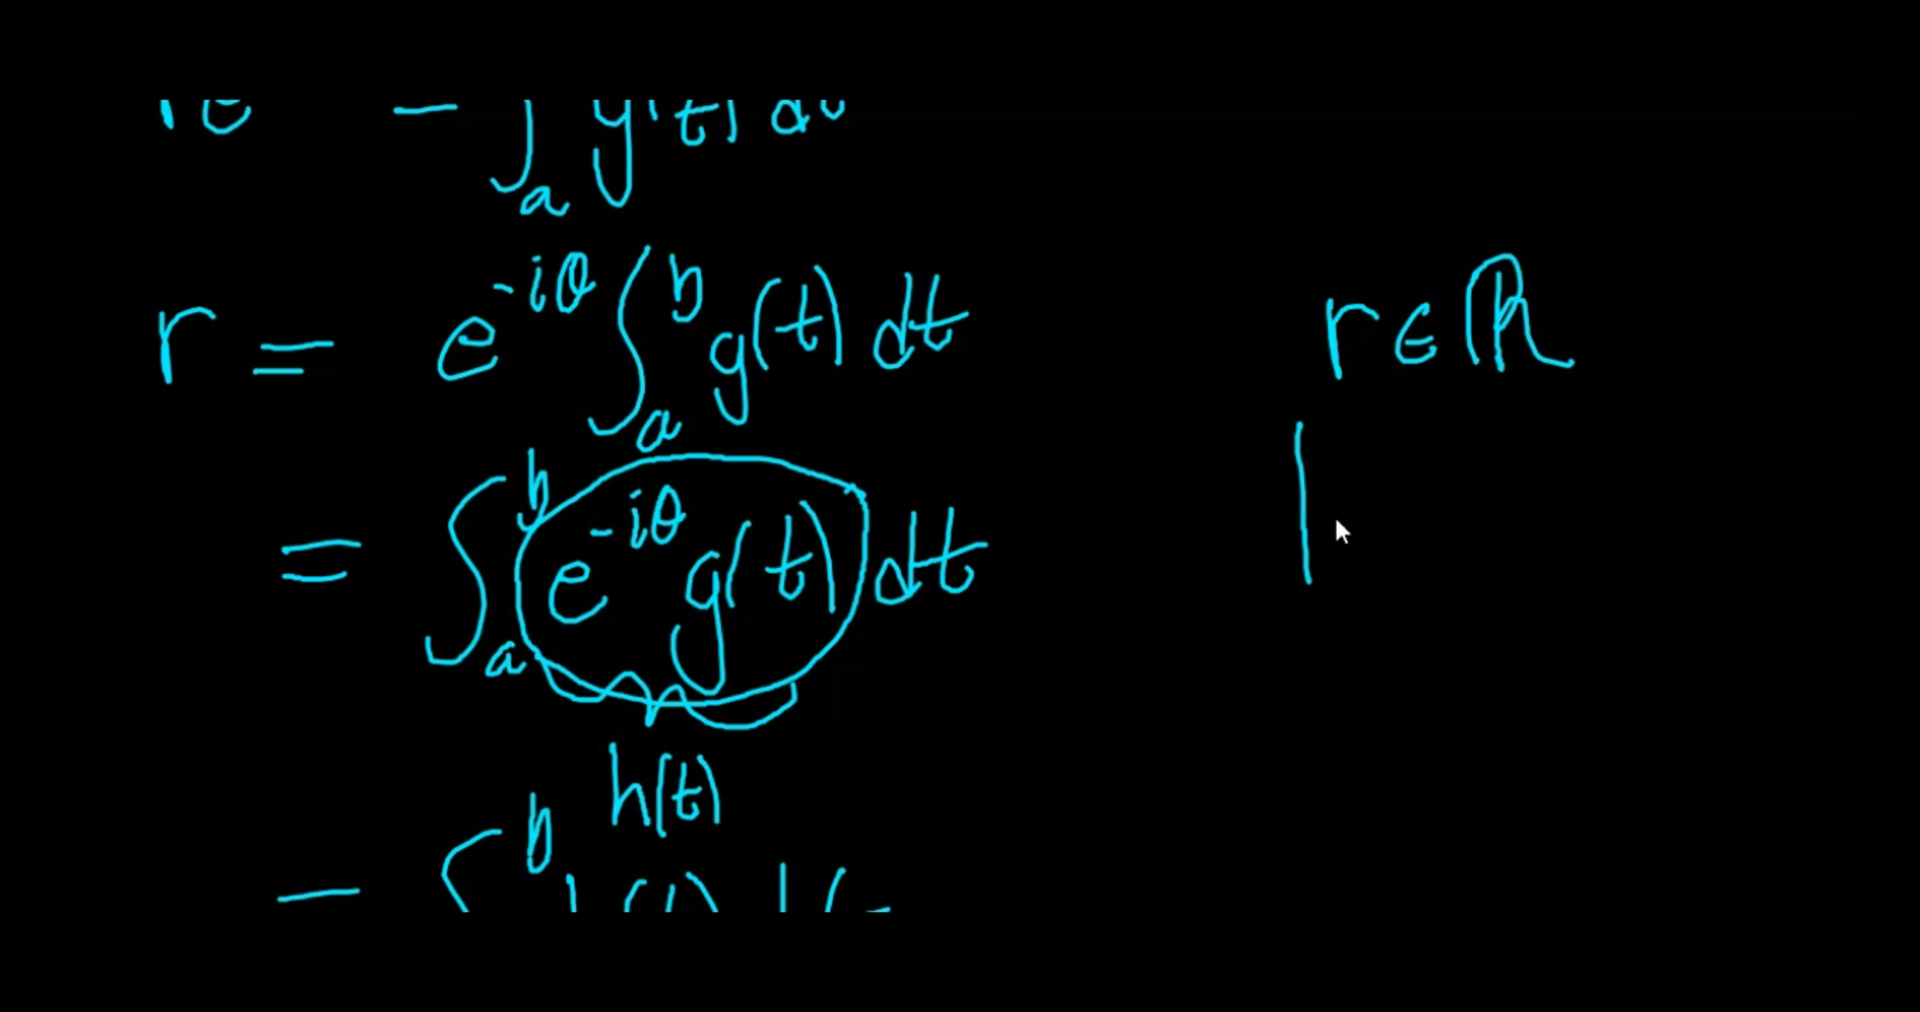 r = e^{-iθ} ∫_a^b g(t) dt
r ∈ ℝ
= ∫_a^b e^{-iθ} g(t) dt
|
h(t)